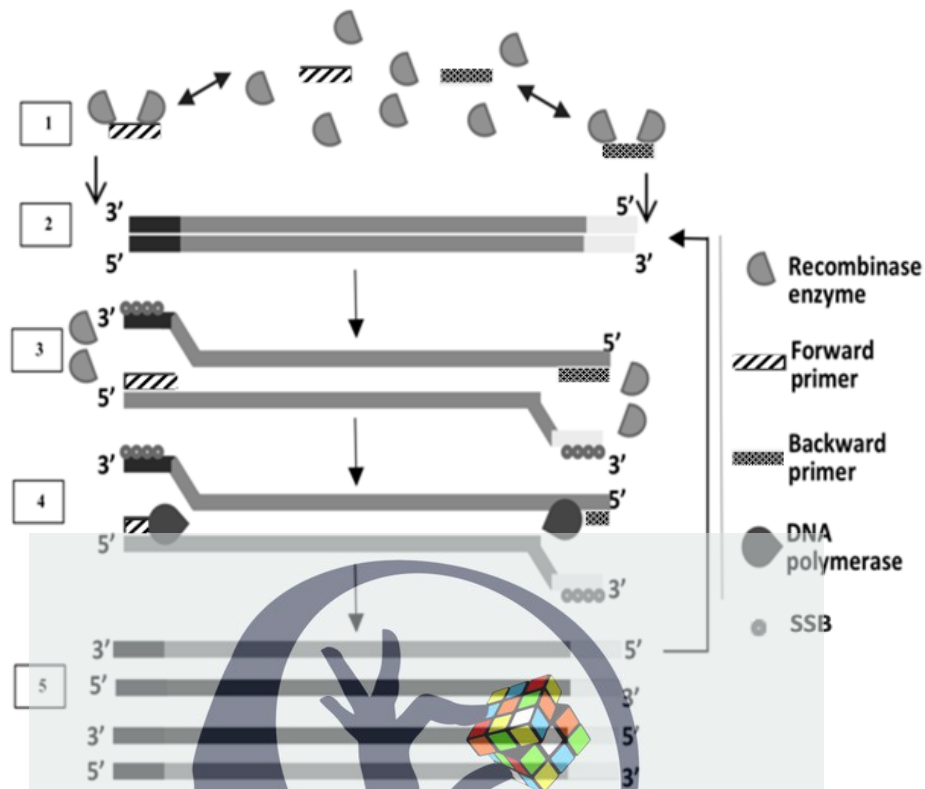 1
2
3’
5’
5’
3’
Recombinase
enzyme
3
3’
5’
5’
3’
Forward
primer
4
3’
5’
5’
3’
Backward
primer
DNA
polymerase
SSB
5
3’
5’
5’
3’
3’
5’
5’
3’